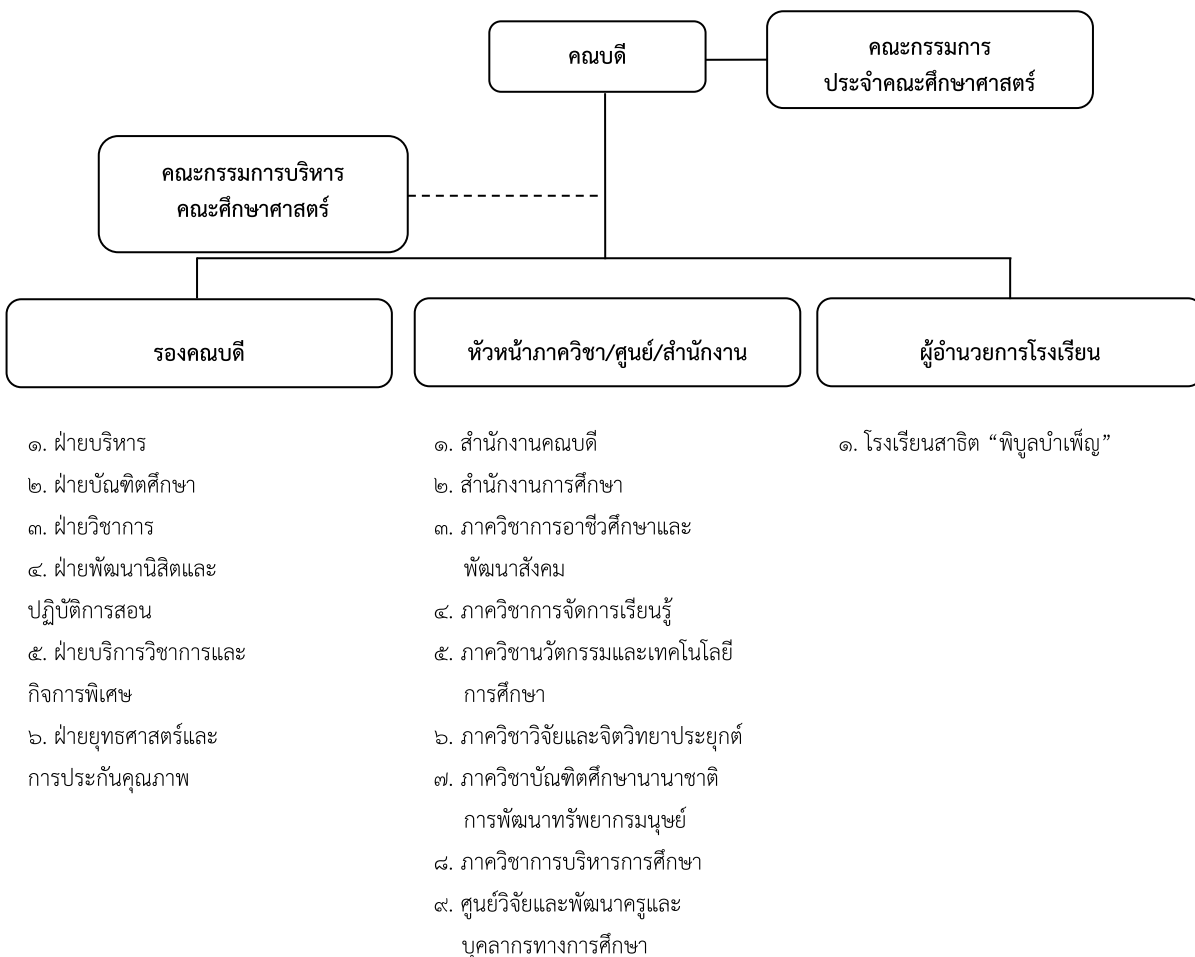 คณบดี
คณะกรรมการ
ประจำคณะศึกษาศาสตร์
คณะกรรมการบริหาร
คณะศึกษาศาสตร์
รองคณบดี
๑. ฝ่ายบริหาร
๒. ฝ่ายบัณฑิตศึกษา
๓. ฝ่ายวิชาการ
๔. ฝ่ายพัฒนานิสิตและ
ปฏิบัติการสอน
๕. ฝ่ายบริการวิชาการและ
กิจการพิเศษ
๖. ฝ่ายยุทธศาสตร์และ
การประกันคุณภาพ
หัวหน้าภาควิชา/ศูนย์/สำนักงาน
๑. สำนักงานคณบดี
๒. สำนักงานการศึกษา
๓. ภาควิชาการอาชีวศึกษาและ
พัฒนาสังคม
๔. ภาควิชาการจัดการเรียนรู้
๕. ภาควิชานวัตกรรมและเทคโนโลยี
การศึกษา
๖. ภาควิชาวิจัยและจิตวิทยาประยุกต์
๗. ภาควิชาบัณฑิตศึกษานานาชาติ
การพัฒนาทรัพยากรมนุษย์
๘. ภาควิชาการบริหารการศึกษา
๙. ศูนย์วิจัยและพัฒนาครูและ
บุคลากรทางการศึกษา
ผู้อำนวยการโรงเรียน
๑. โรงเรียนสาธิต “พิบูลบำเพ็ญ”